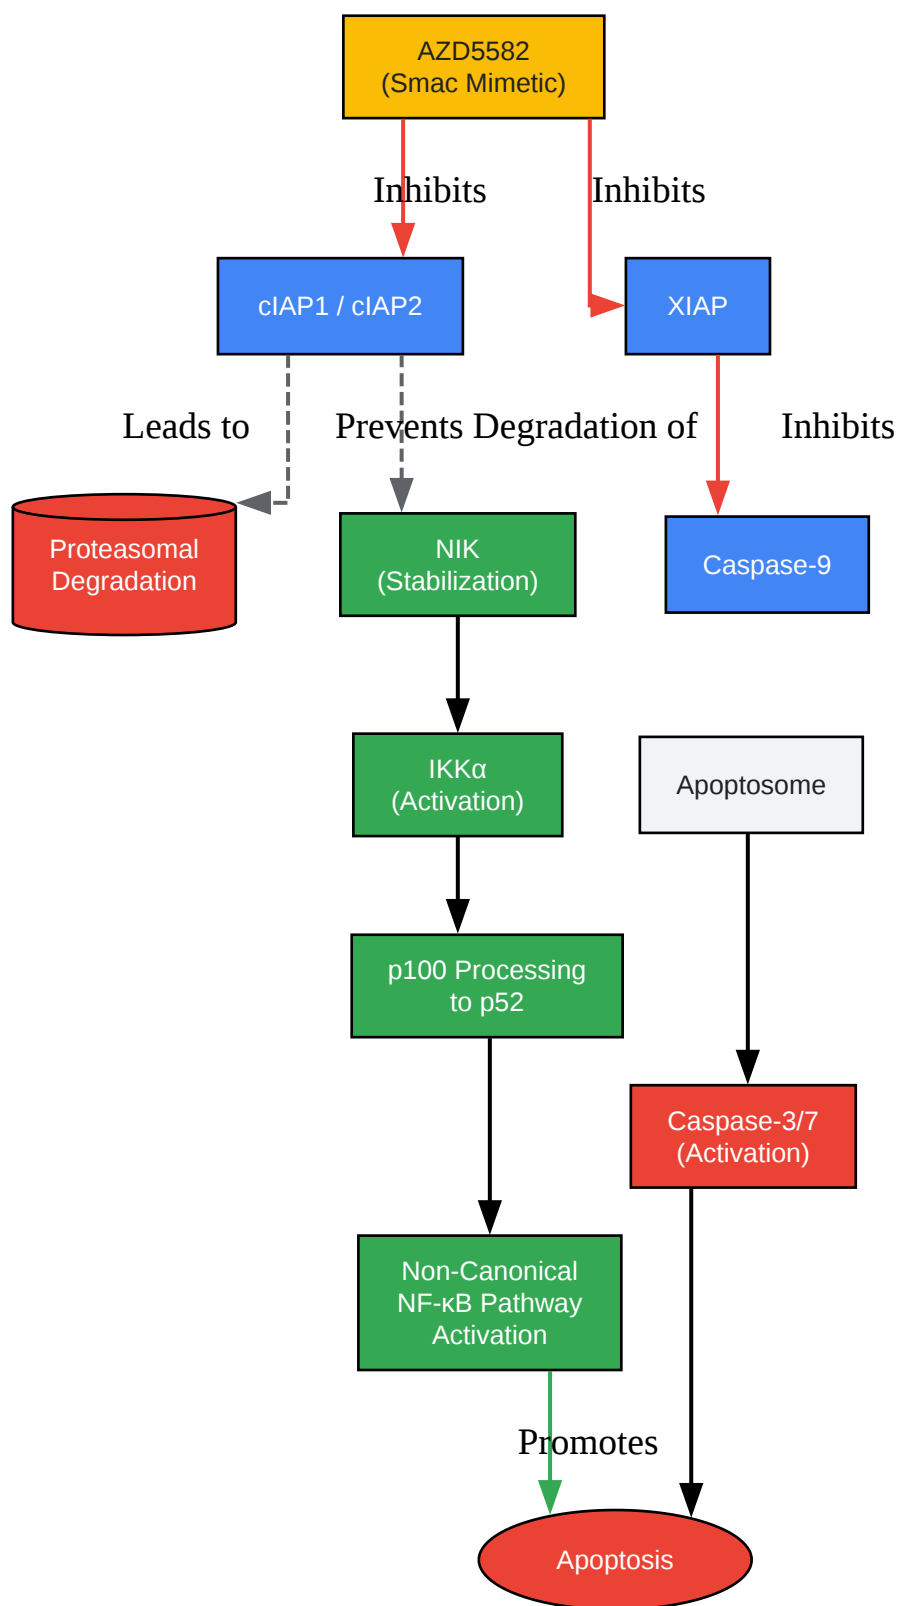 AZD5582
(Smac Mimetic)
Inhibits
Inhibits
cIAP1 / cIAP2
XIAP
Leads to
Prevents Degradation of
Inhibits
Proteasomal
Degradation
NIK
(Stabilization)
Caspase-9
IKKα
(Activation)
Apoptosome
p100 Processing
to p52
Caspase-3/7
(Activation)
Non-Canonical
NF-κB Pathway
Activation
Promotes
Apoptosis